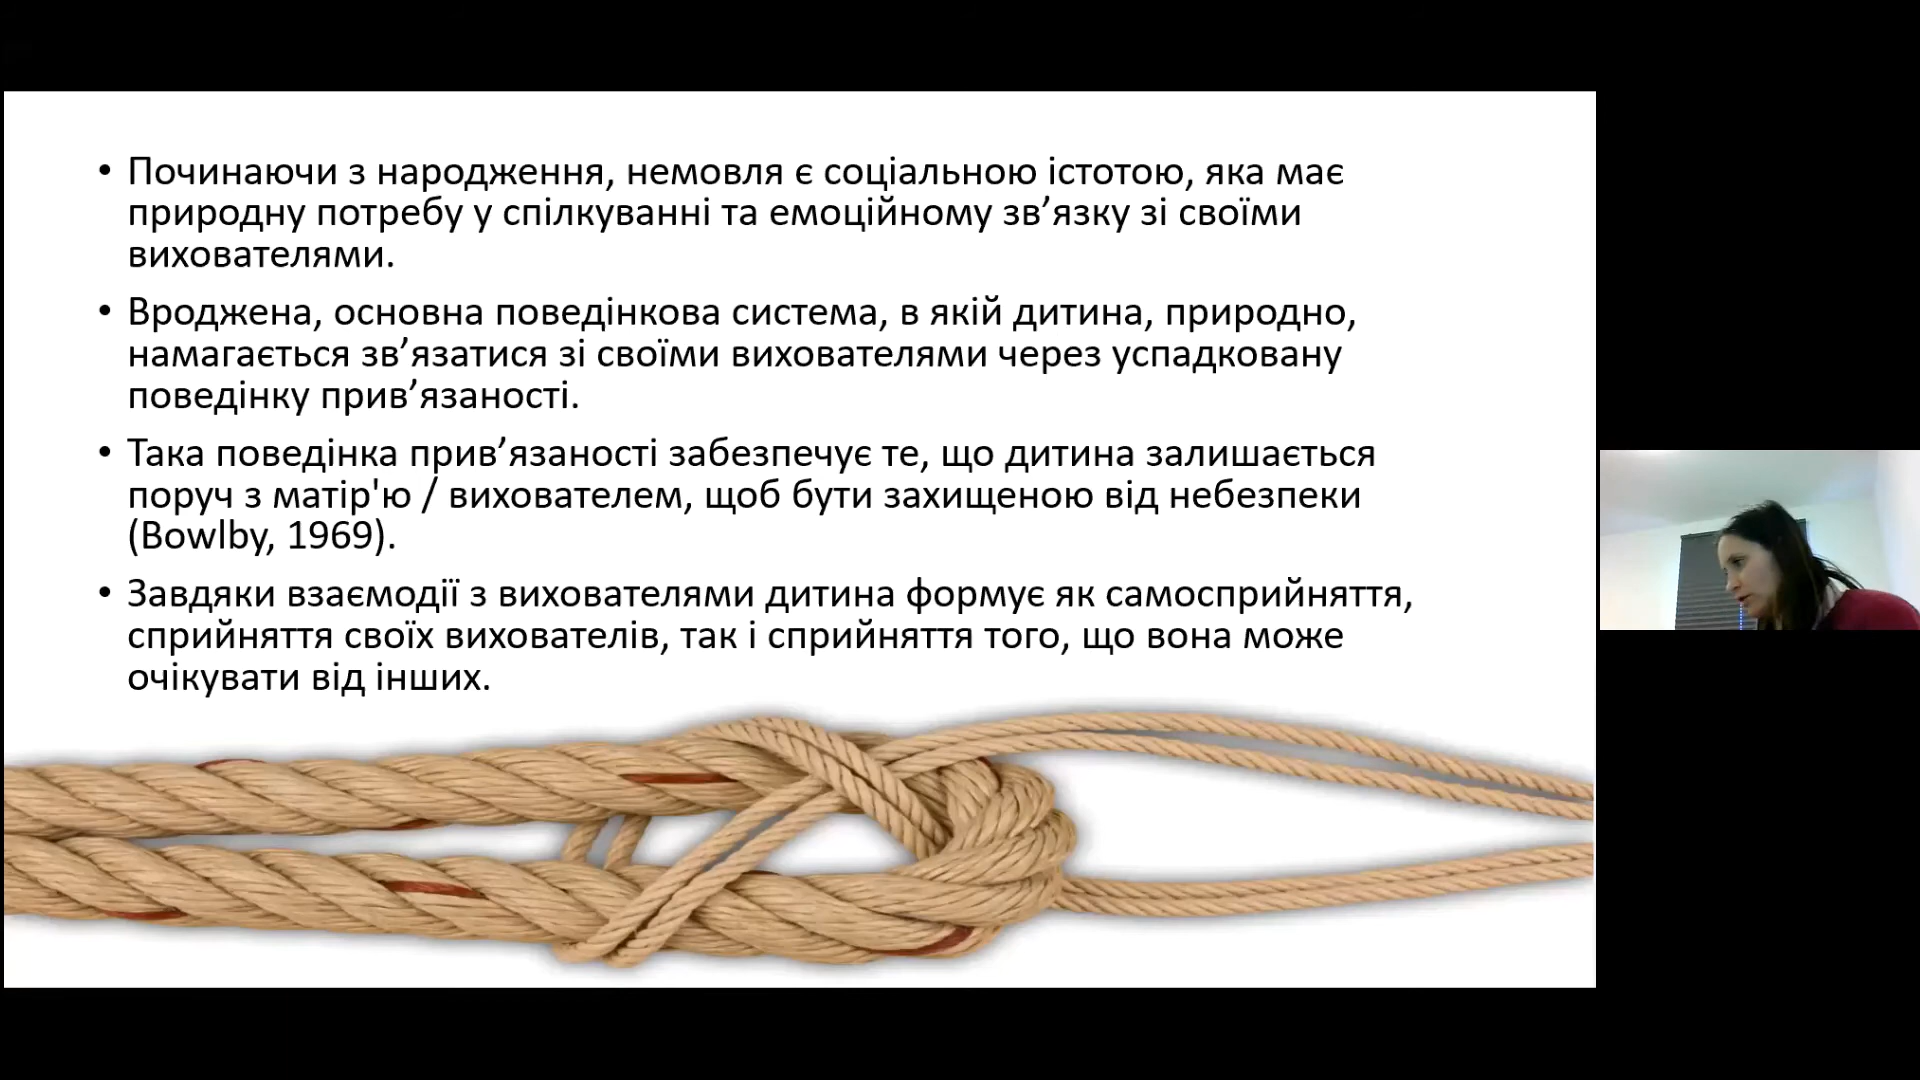 • Починаючи з народження, немовля є соціальною істотою, яка має
природну потребу у спілкуванні та емоційному зв’язку зі своїми
вихователями.
• Вроджена, основна поведінкова система, в якій дитина, природно,
намагається зв’язатися зі своїми вихователями через успадковану
поведінку прив’язаності.
• Така поведінка прив’язаності забезпечує те, що дитина залишається
поруч з матір'ю / вихователем, щоб бути захищеною від небезпеки
(Bowlby, 1969).
• Завдяки взаємодії з вихователями дитина формує як самосприйняття,
сприйняття своїх вихователів, так і сприйняття того, що вона може
очікувати від інших.